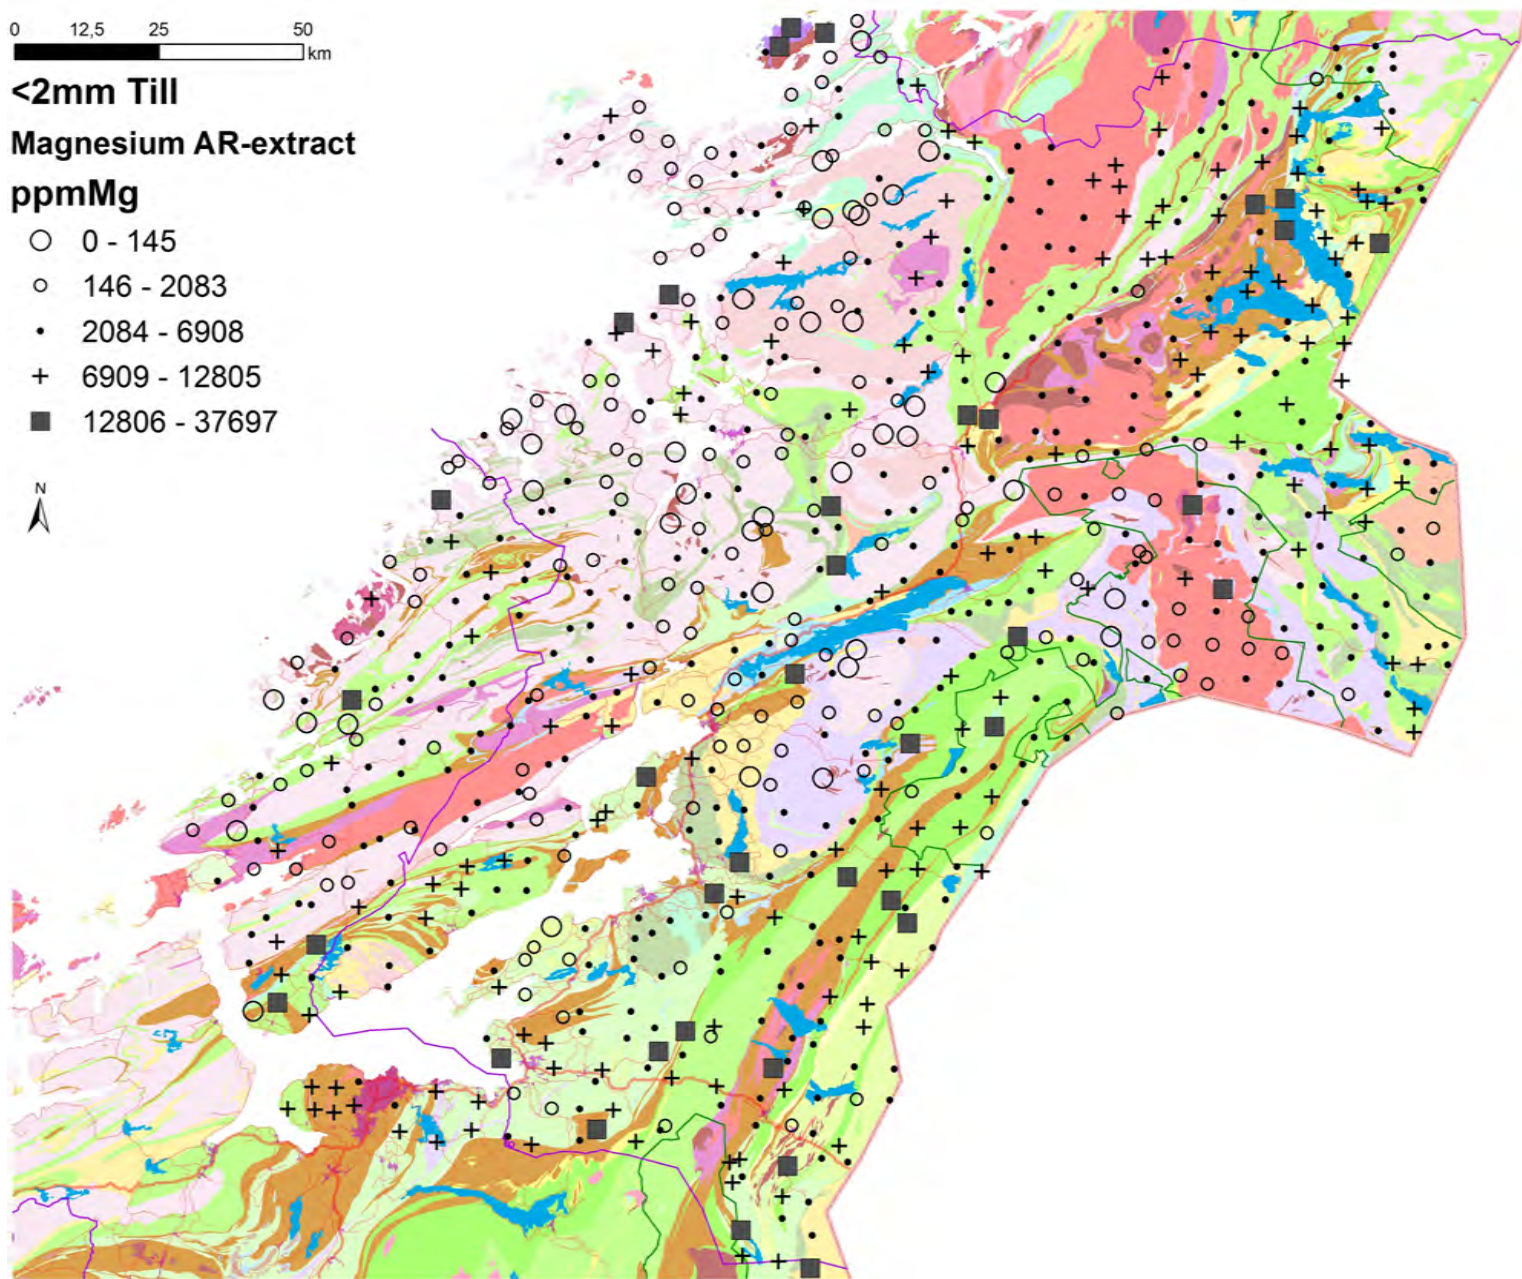 0 12,5 25 50
km
<2mm Till
Magnesium AR-extract
ppmMg
0 - 145
146 - 2083
2084 - 6908
6909 - 12805
12806 - 37697
N